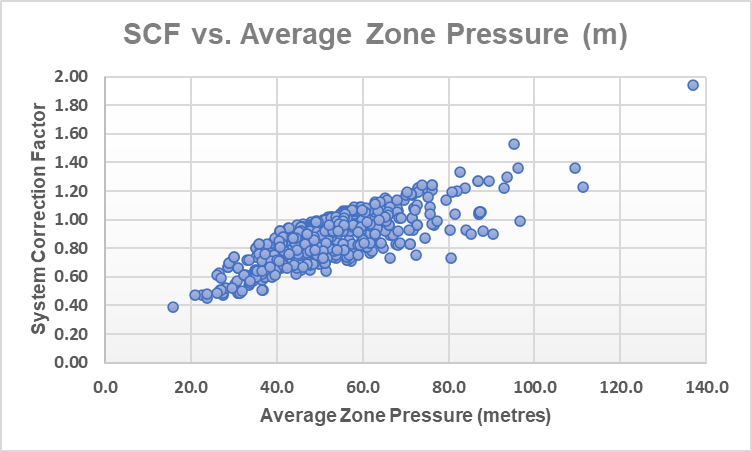 SCF vs. Average Zone Pressure (m)
System Correction Factor
2.00
1.80
1.60
1.40
1.20
1.00
0.80
0.60
0.40
0.20
0.00
0.0 20.0 40.0 60.0 80.0 100.0 120.0 140.0
Average Zone Pressure (metres)